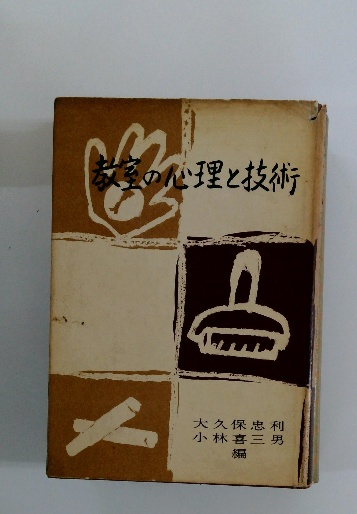 教室の心理と技術
大久保忠利
小林喜三男
編